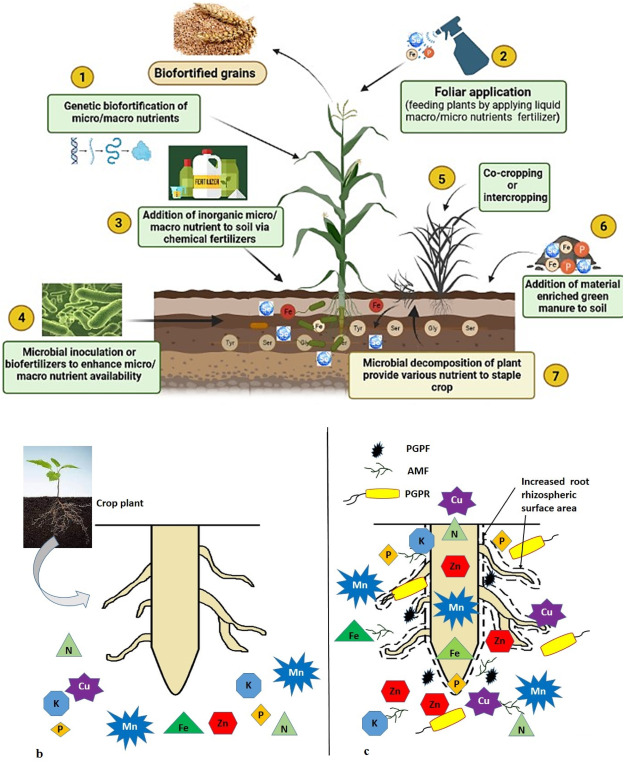 Biofortified grains
1
Genetic biofortification of
micro/macro nutrients
Fe
P
2
Foliar application
(feeding plants by applying liquid
macro/micro nutrients fertilizer)
FERTILIZER
3
Addition of inorganic micro/
macro nutrient to soil via
chemical fertilizers
5
Co-cropping
or
intercropping
6
Fe
P
Fe
P
Addition of material
enriched green
manure to soil
4
Microbial inoculation or
biofertilizers to enhance micro/
macro nutrient availability
Fe
Fe
Fe
Tyr
Ser
Gly
Ser
Tyr
Ser
Gly
Ser
Microbial decomposition of plant
provide various nutrient to staple
crop
7
Crop plant
N
Cu
K
P
Mn
Fe
Zn
K
P
N
Mn
b
PGPF
AMF
PGPR
Increased root
rhizospheric
surface area
Cu
N
K
P
P
Zn
Mn
Mn
Cu
Fe
Fe
Zn
Zn
P
Zn
Cu
Mn
K
N
c